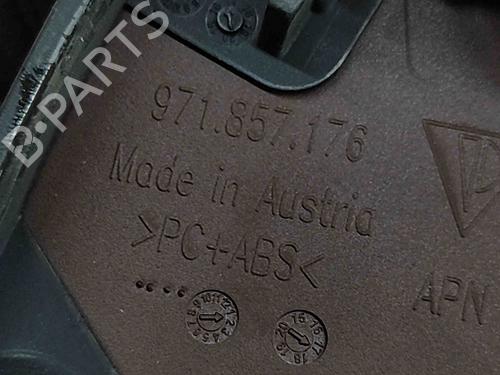 B-PARTS
971.857.176
Made in Austria
>PC+ABS<
APN